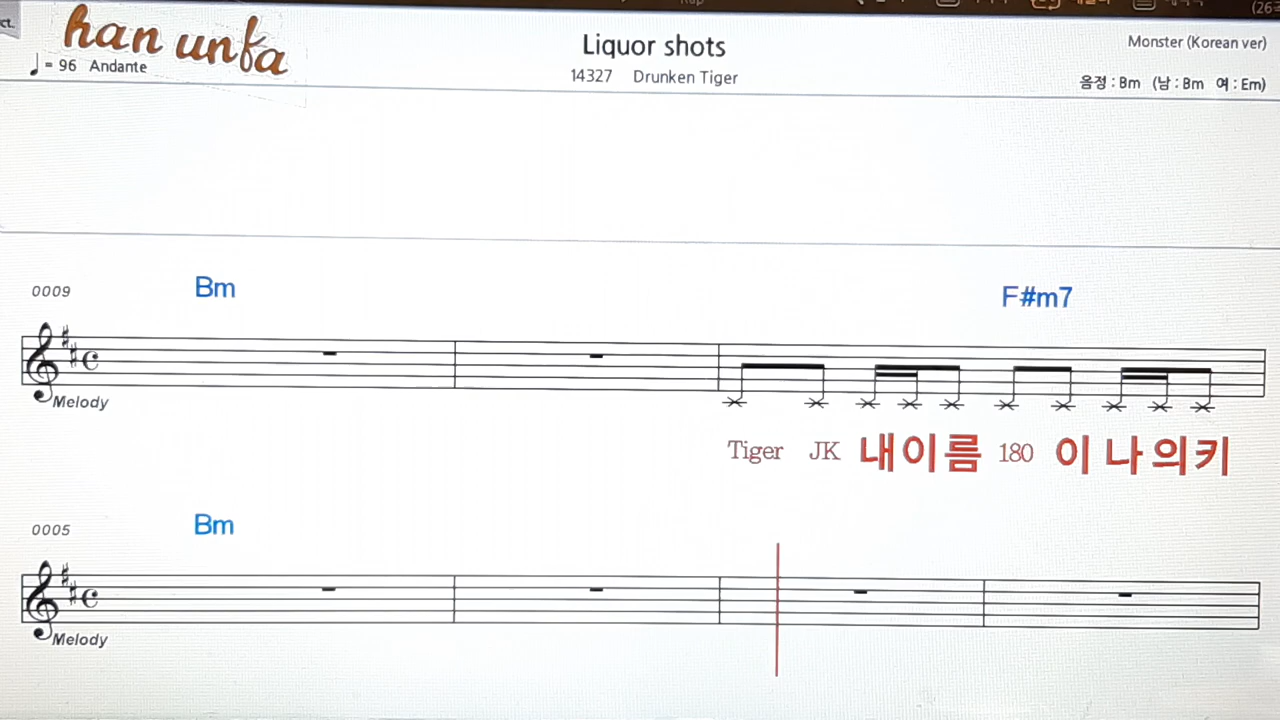 ct.
han unfa
Liquor shots
Monster (Korean ver)
♩= 96 Andante
14327 Drunken Tiger
음정 : Bm (남 : Bm 여 : Em)
0009
Bm
F#m7
Melody
Tiger JK 내이름 180 이 나의키
0005
Bm
Melody